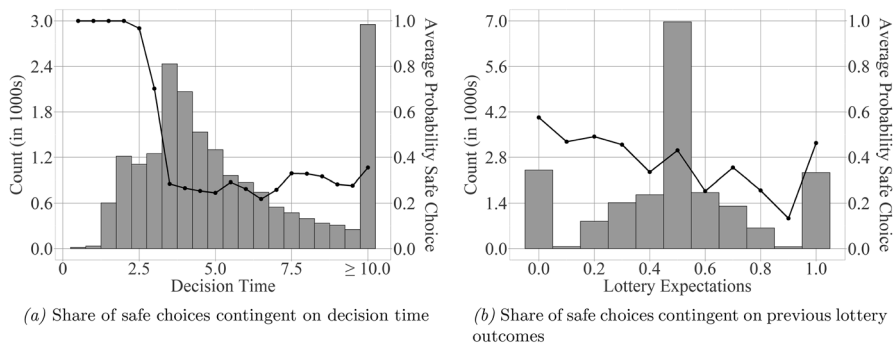 3.0
2.4
1.8
1.2
0.6
0.0
Count (in 1000s)
1.0
0.8
0.6
0.4
0.2
0.0
Average Probability Safe Choice
0 2.5 5.0 7.5 ≥ 10.0
Decision Time
(a) Share of safe choices contingent on decision time
7.0
5.6
4.2
2.8
1.4
0.0
Count (in 1000s)
1.0
0.8
0.6
0.4
0.2
0.0
Average Probability Safe Choice
0.0 0.2 0.4 0.6 0.8 1.0
Lottery Expectations
(b) Share of safe choices contingent on previous lottery
outcomes